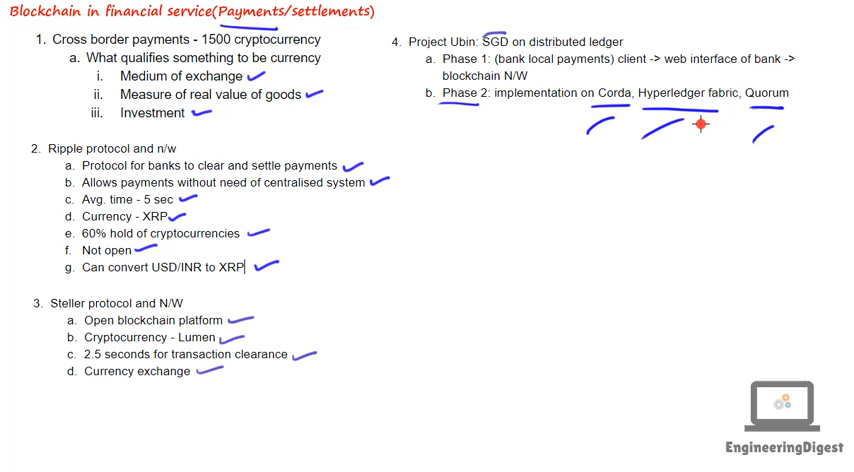 Blockchain in financial service(Payments/settlements)
1. Cross border payments - 1500 cryptocurrency
a. What qualifies something to be currency
i. Medium of exchange
ii. Measure of real value of goods
iii. Investment
2. Ripple protocol and n/w
a. Protocol for banks to clear and settle payments
b. Allows payments without need of centralised system
c. Avg. time - 5 sec
d. Currency - XRP
e. 60% hold of cryptocurrencies
f. Not open
g. Can convert USD/INR to XRP
3. Steller protocol and N/W
a. Open blockchain platform
b. Cryptocurrency - Lumen
c. 2.5 seconds for transaction clearance
d. Currency exchange
4. Project Ubin: SGD on distributed ledger
a. Phase 1: (bank local payments) client -> web interface of bank ->
blockchain N/W
b. Phase 2: implementation on Corda, Hyperledger fabric, Quorum
EngineeringDigest